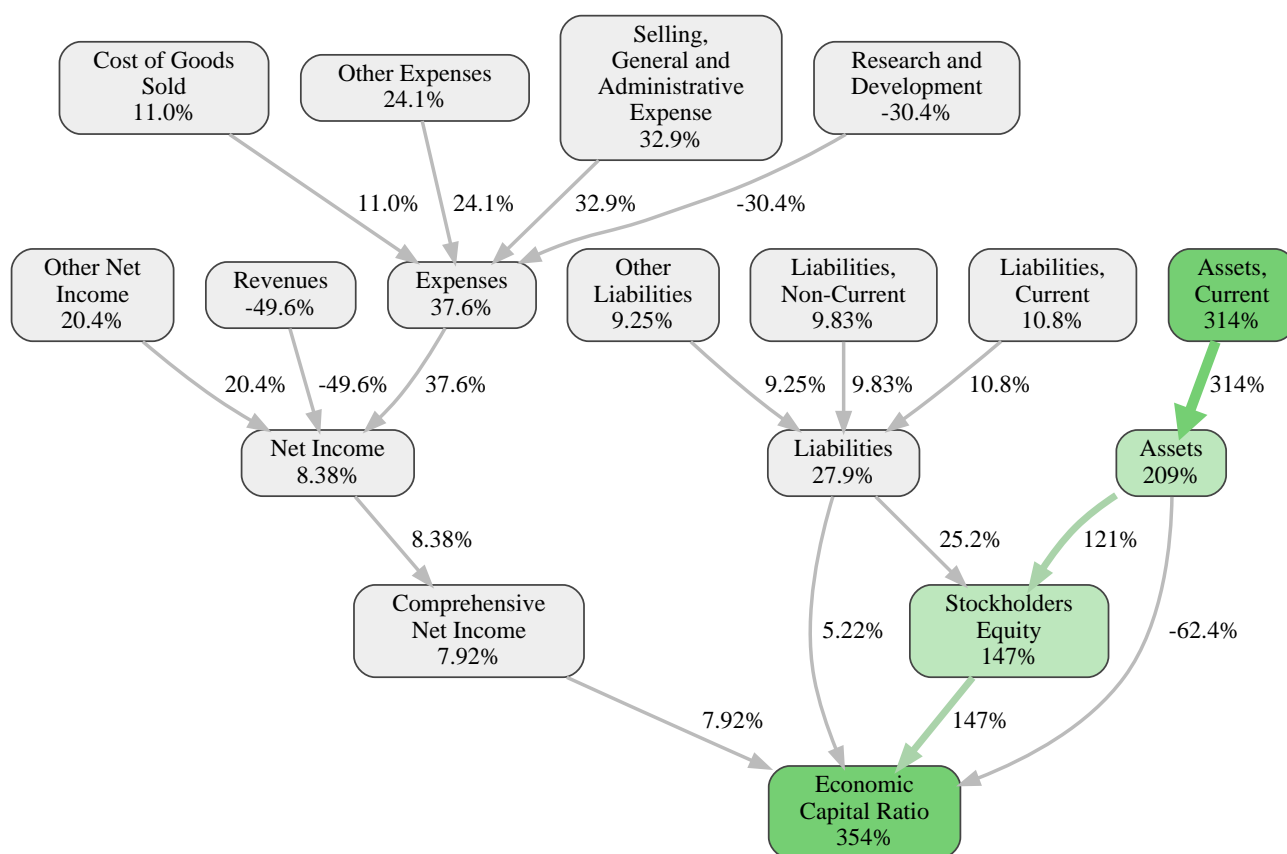 Cost of Goods
Sold
11.0%
Other Expenses
24.1%
Selling,
General and
Administrative
Expense
32.9%
Research and
Development
-30.4%
11.0%
24.1%
32.9%
-30.4%
Other Net
Income
20.4%
Revenues
-49.6%
Expenses
37.6%
Other
Liabilities
9.25%
Liabilities,
Non-Current
9.83%
Liabilities,
Current
10.8%
Assets,
Current
314%
20.4%
-49.6%
37.6%
9.25%
9.83%
10.8%
314%
Net Income
8.38%
Liabilities
27.9%
Assets
209%
8.38%
25.2%
121%
Comprehensive
Net Income
7.92%
5.22%
Stockholders
Equity
147%
-62.4%
7.92%
147%
Economic
Capital Ratio
354%